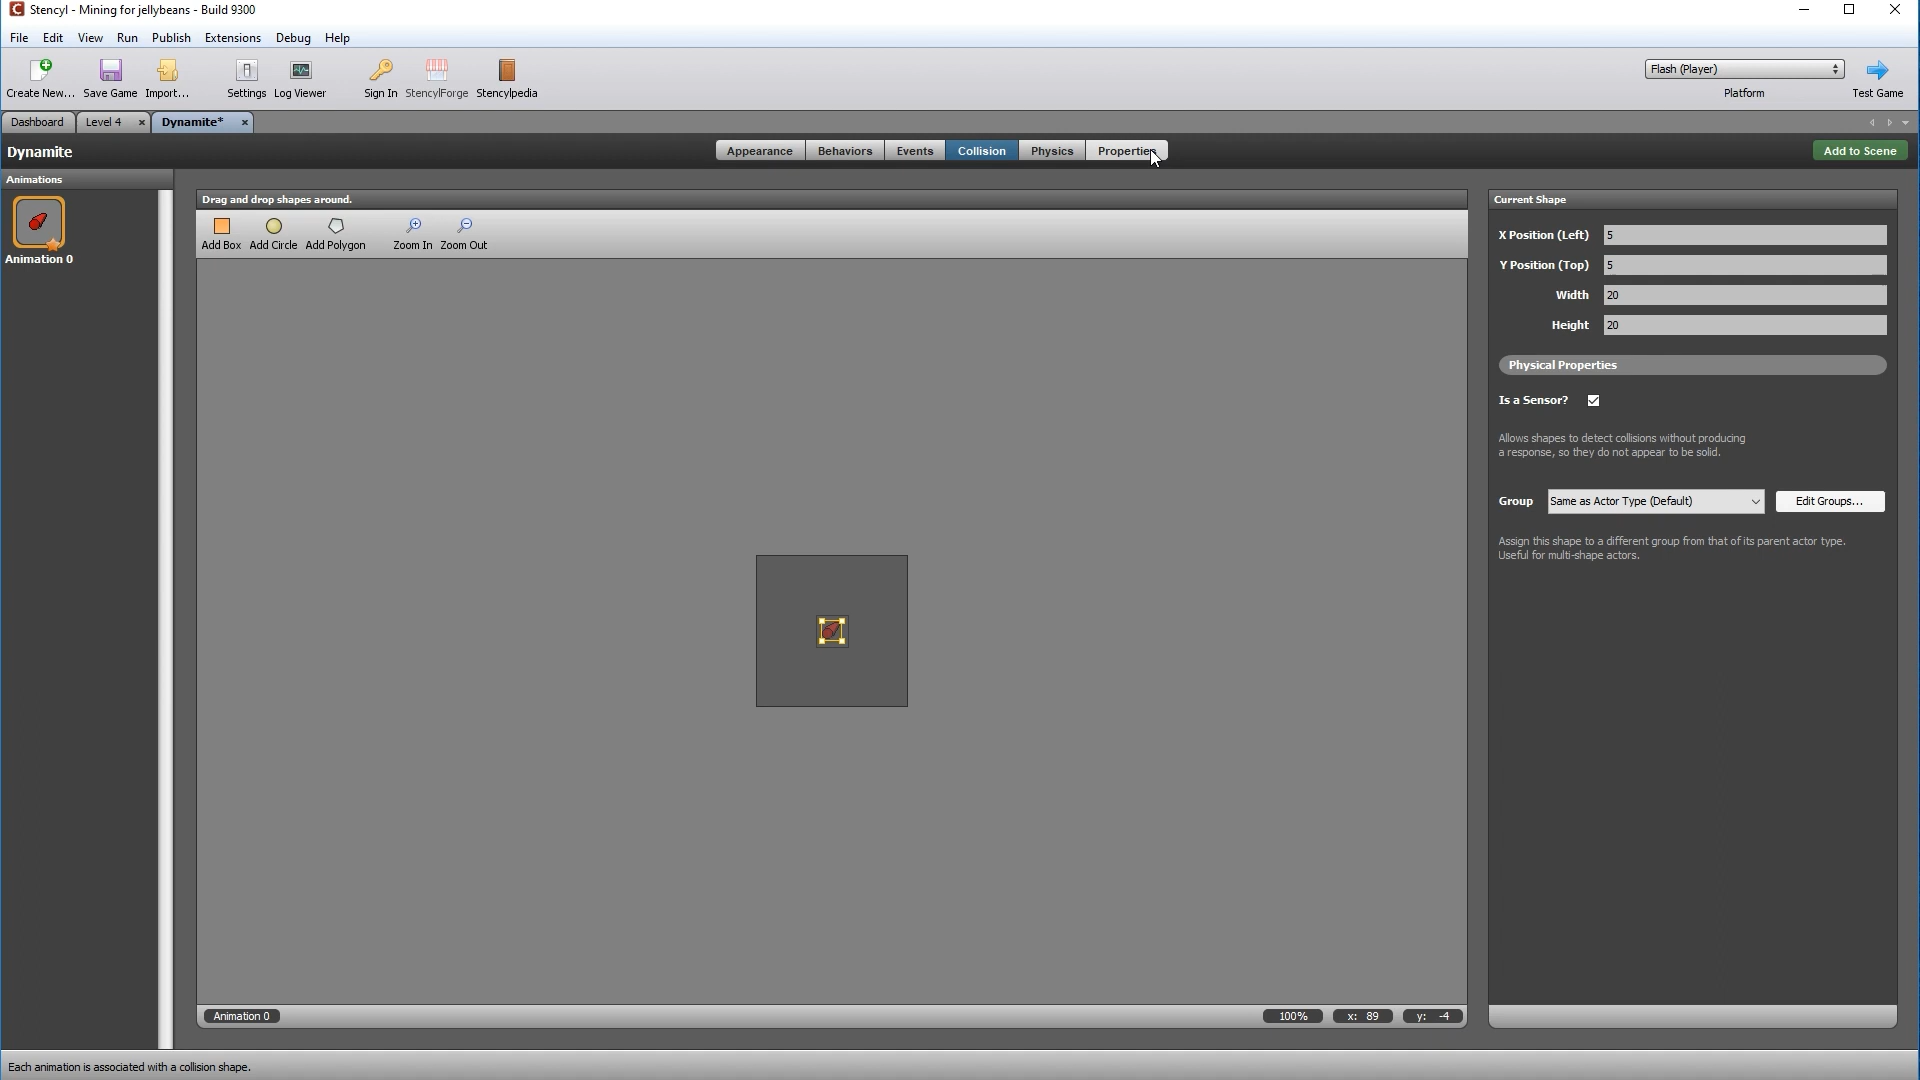 Stencyl - Mining for jellybeans - Build 9300
File Edit View Run Publish Extensions Debug Help
Create New... Save Game Import... Settings Log Viewer Sign In StencylForge Stencylpedia
Flash (Player)
Platform
Test Game
Dashboard Level 4 Dynamite*
Dynamite
Appearance Behaviors Events Collision Physics Properties
Add to Scene
Animations
Animation 0
Drag and drop shapes around.
Add Box Add Circle Add Polygon Zoom In Zoom Out
Current Shape
X Position (Left) 5
Y Position (Top) 5
Width 20
Height 20
Physical Properties
Is a Sensor?
Allows shapes to detect collisions without producing
a response, so they do not appear to be solid.
Group Same as Actor Type (Default) Edit Groups...
Assign this shape to a different group from that of its parent actor type.
Useful for multi-shape actors.
Animation 0 100% x: 89 y: -4
Each animation is associated with a collision shape.